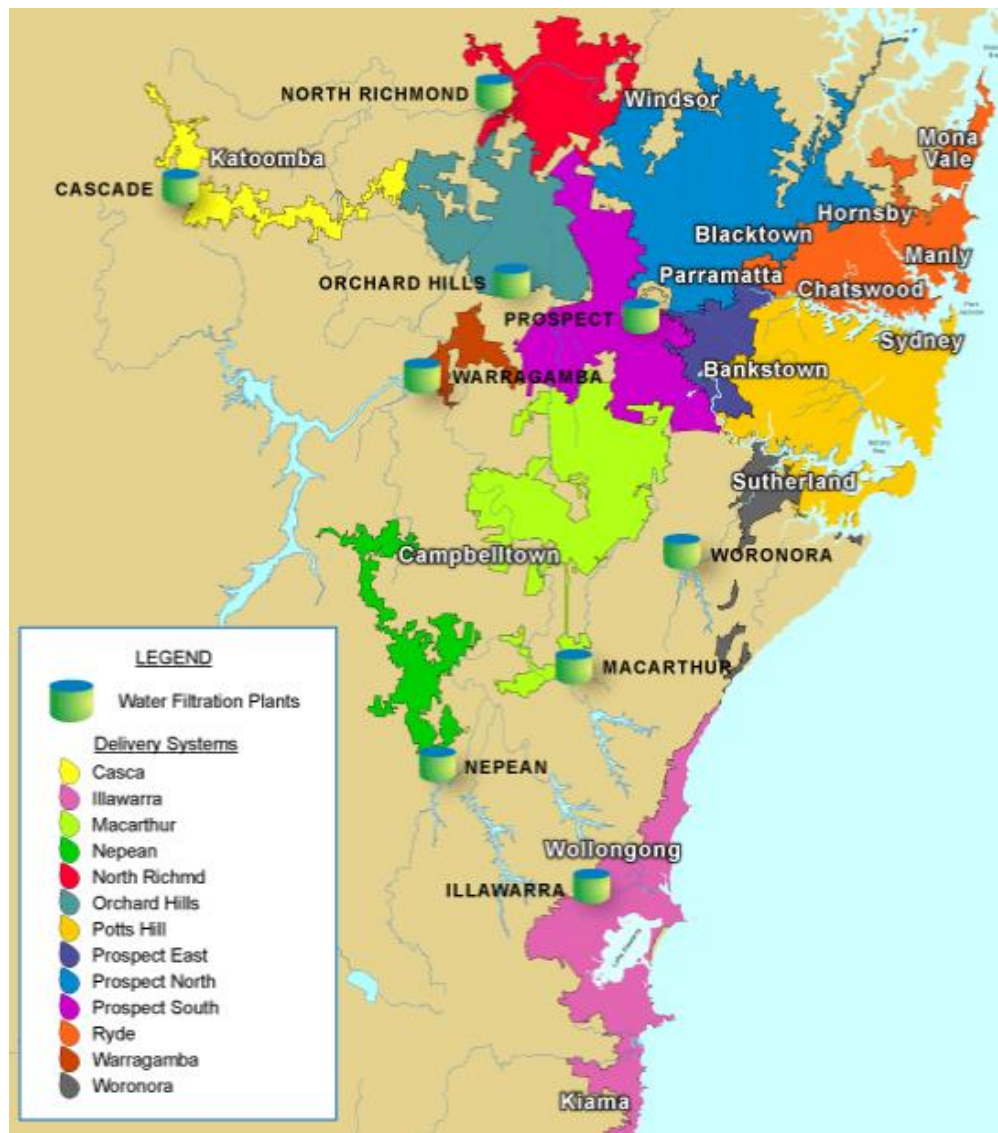 NORTH RICHMOND
Windsor
Mona
Vale
Katoomba
CASCADE
Hornsby
Blacktown
Manly
Parramatta
ORCHARD HILLS
Chatswood
PROSPECT
Sydney
Bankstown
WARRAGAMBA
Sutherland
Campbelltown
WORONORA
MACARTHUR
NEPEAN
Wollongong
ILLAWARRA
Kiama
LEGEND
Water Filtration Plants
Delivery Systems
Casca
Illawarra
Macarthur
Nepean
North Richmd
Orchard Hills
Potts Hill
Prospect East
Prospect North
Prospect South
Ryde
Warragamba
Woronora